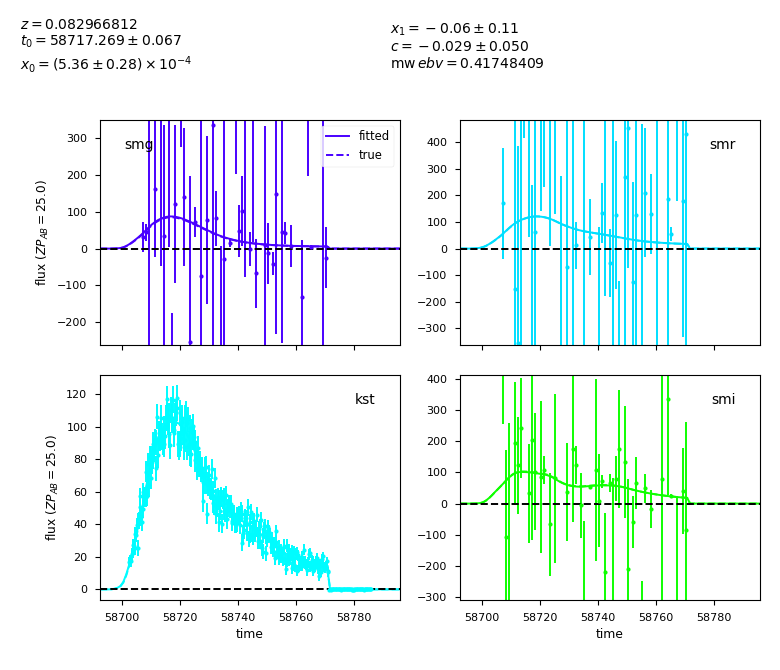 z = 0.082966812
t₀ = 58717.269 ± 0.067
x₀ = (5.36 ± 0.28) × 10⁻⁴
x₁ = −0.06 ± 0.11
c = −0.029 ± 0.050
mw ebv = 0.41748409
smg
fitted
true
300
200
100
0
−100
−200
flux (ZP_AB = 25.0)
smr
400
300
200
100
0
−100
−200
−300
kst
120
100
80
60
40
20
0
flux (ZP_AB = 25.0)
58700 58720 58740 58760 58780
time
smi
400
300
200
100
0
−100
−200
−300
58700 58720 58740 58760 58780
time